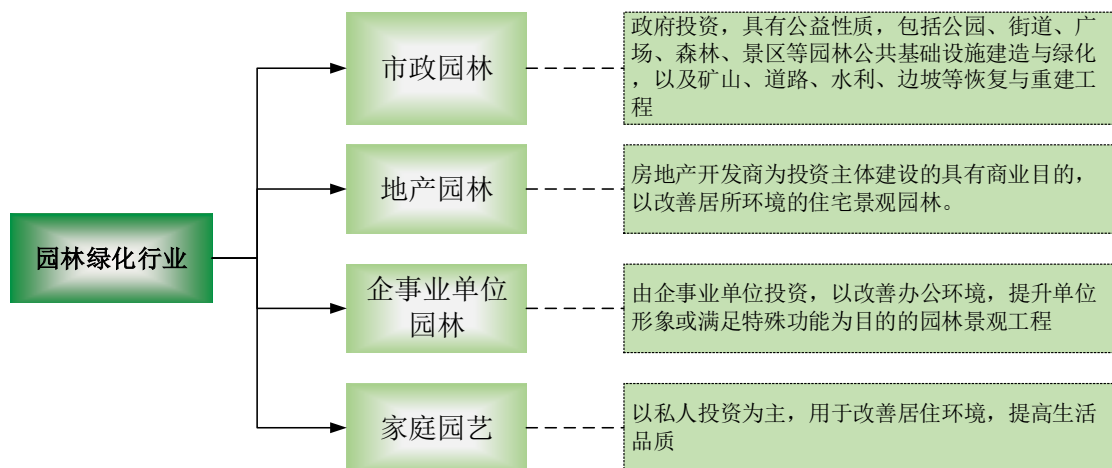 园林绿化行业
市政园林
政府投资，具有公益性质，包括公园、街道、广
场、森林、景区等园林公共基础设施建造与绿化
，以及矿山、道路、水利、边坡等恢复与重建工
程
地产园林
房地产开发商为投资主体建设的具有商业目的，
以改善居所环境的住宅景观园林。
企事业单位
园林
由企事业单位投资，以改善办公环境，提升单位
形象或满足特殊功能为目的的园林景观工程
家庭园艺
以私人投资为主，用于改善居住环境，提高生活
品质